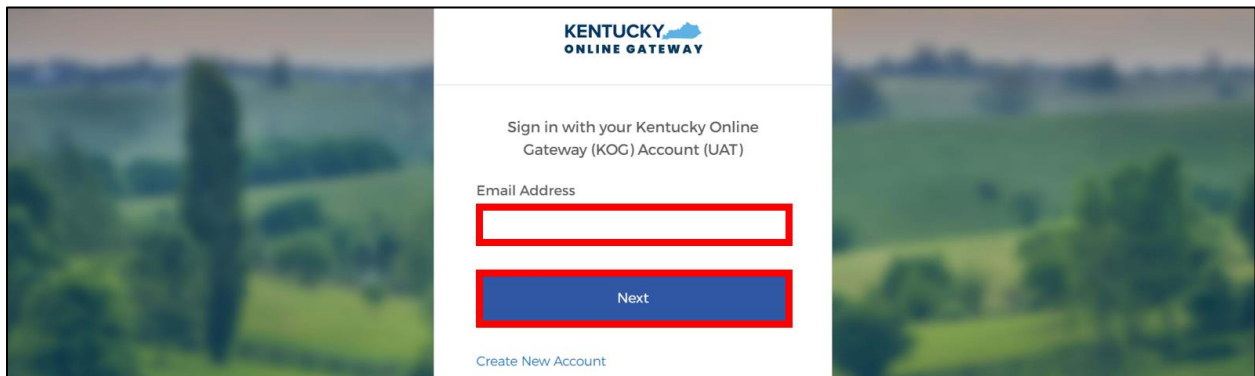 KENTUCKY
ONLINE GATEWAY
Sign in with your Kentucky Online
Gateway (KOG) Account (UAT)
Email Address
Next
Create New Account